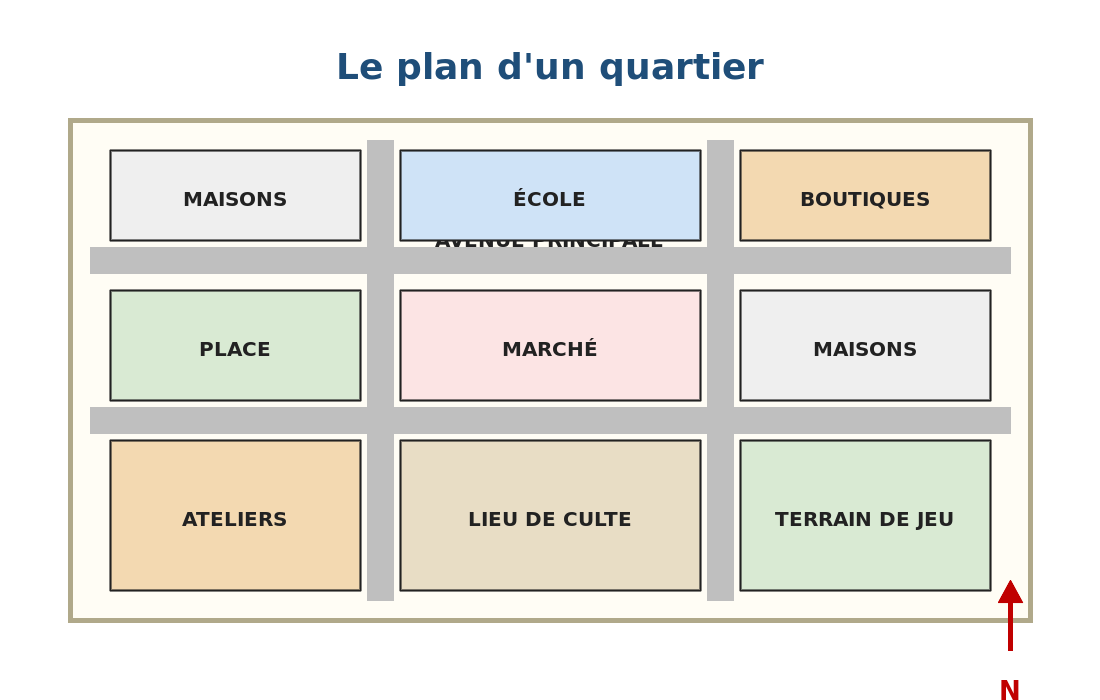 Le plan d'un quartier
MAISONS
ÉCOLE
BOUTIQUES
AVENUE PRINCIPALE
PLACE
MARCHÉ
MAISONS
ATELIERS
LIEU DE CULTE
TERRAIN DE JEU
N